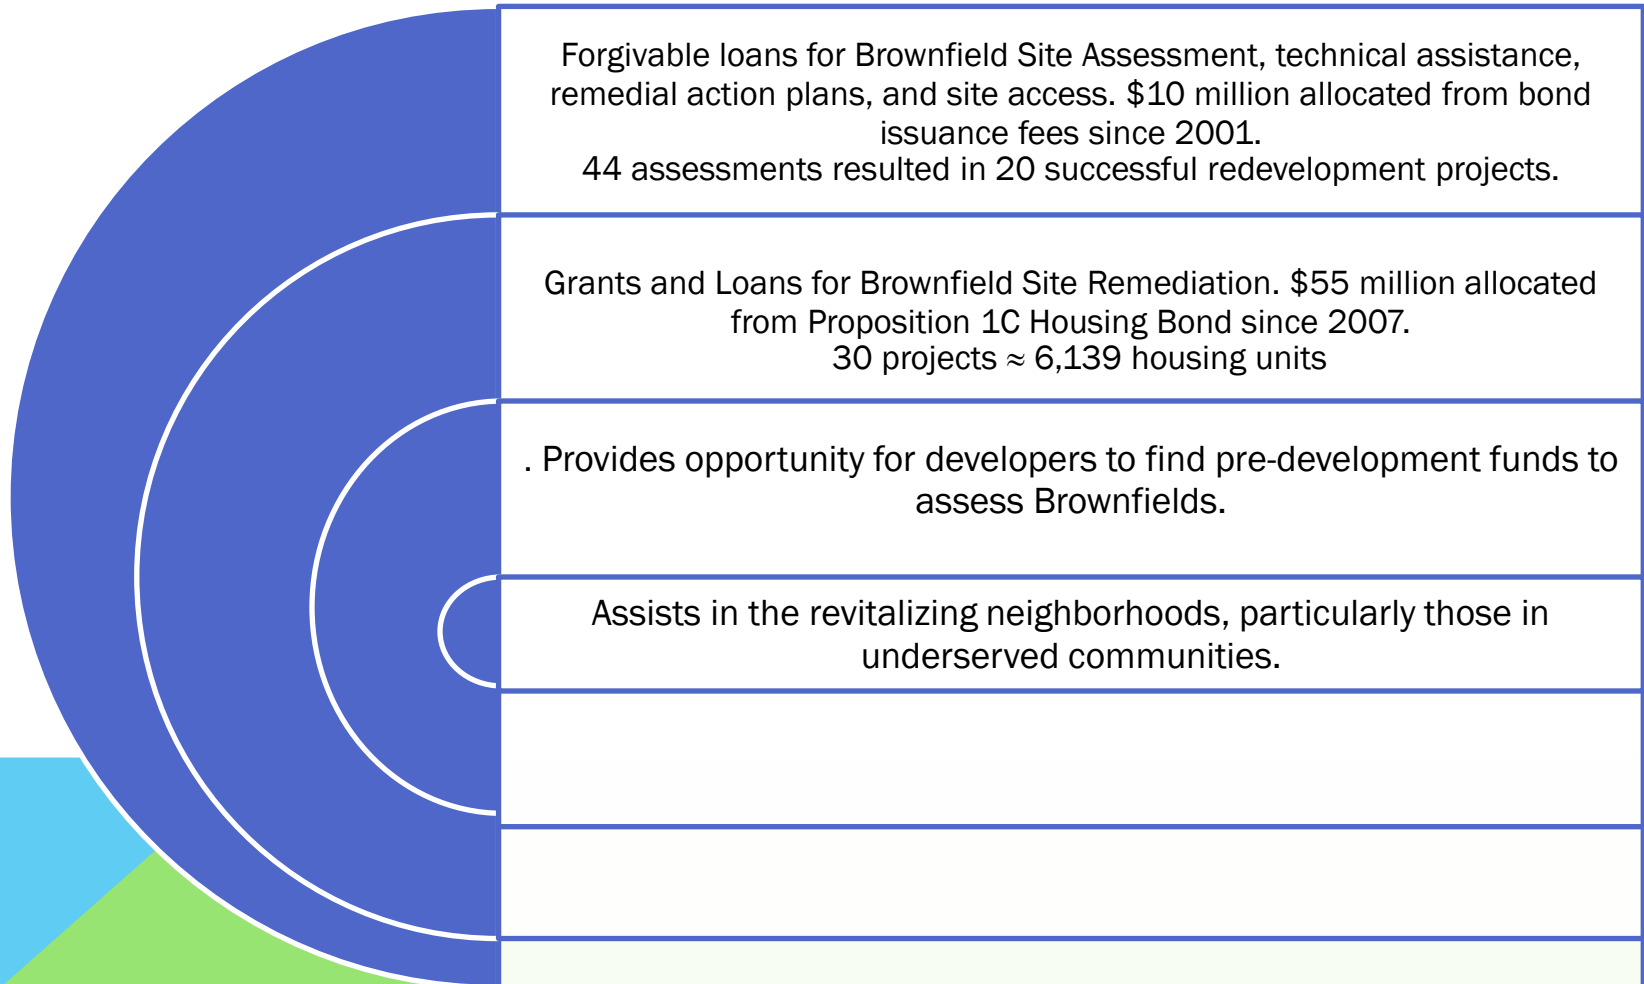 Forgivable loans for Brownfield Site Assessment, technical assistance,
remedial action plans, and site access. $10 million allocated from bond
issuance fees since 2001.
44 assessments resulted in 20 successful redevelopment projects.
Grants and Loans for Brownfield Site Remediation. $55 million allocated
from Proposition 1C Housing Bond since 2007.
30 projects ≈ 6,139 housing units
. Provides opportunity for developers to find pre-development funds to
assess Brownfields.
Assists in the revitalizing neighborhoods, particularly those in
underserved communities.